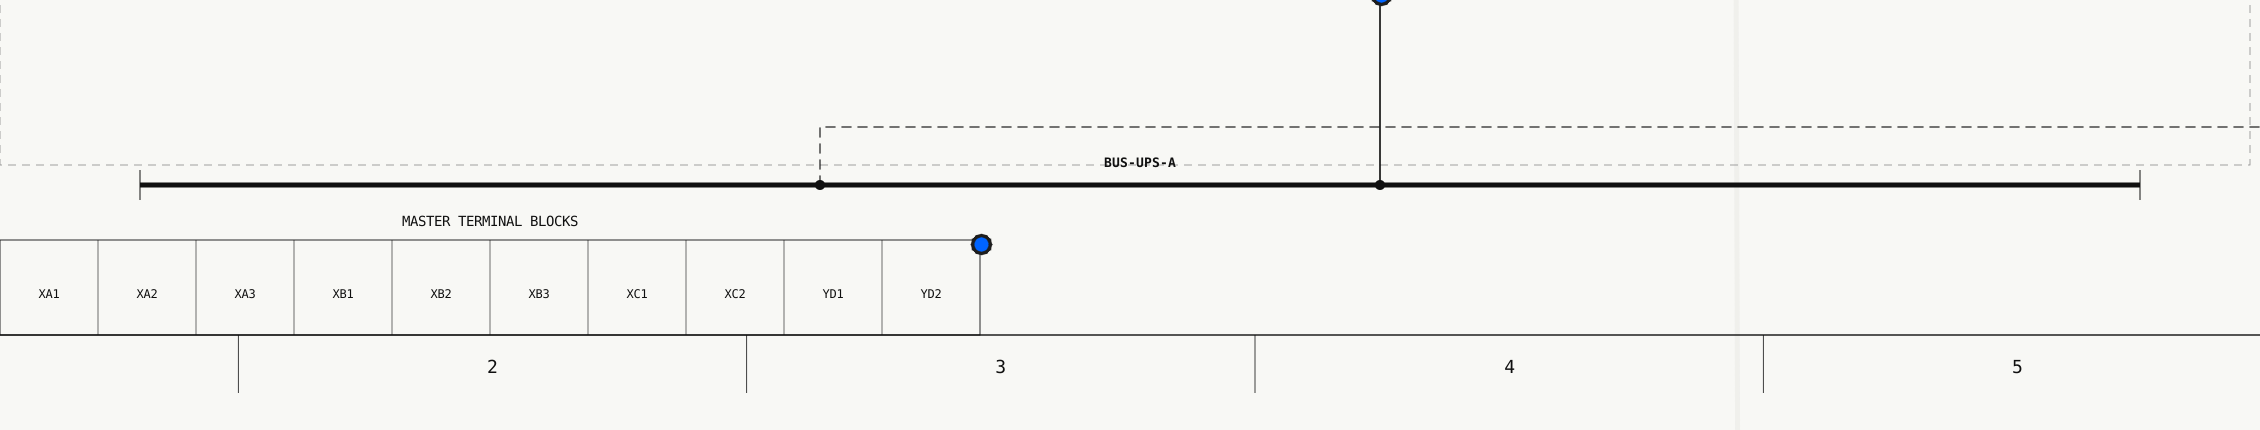 BUS-UPS-A
MASTER TERMINAL BLOCKS
XA1 XA2 XA3 XB1 XB2 XB3 XC1 XC2 YD1 YD2
2 3 4 5